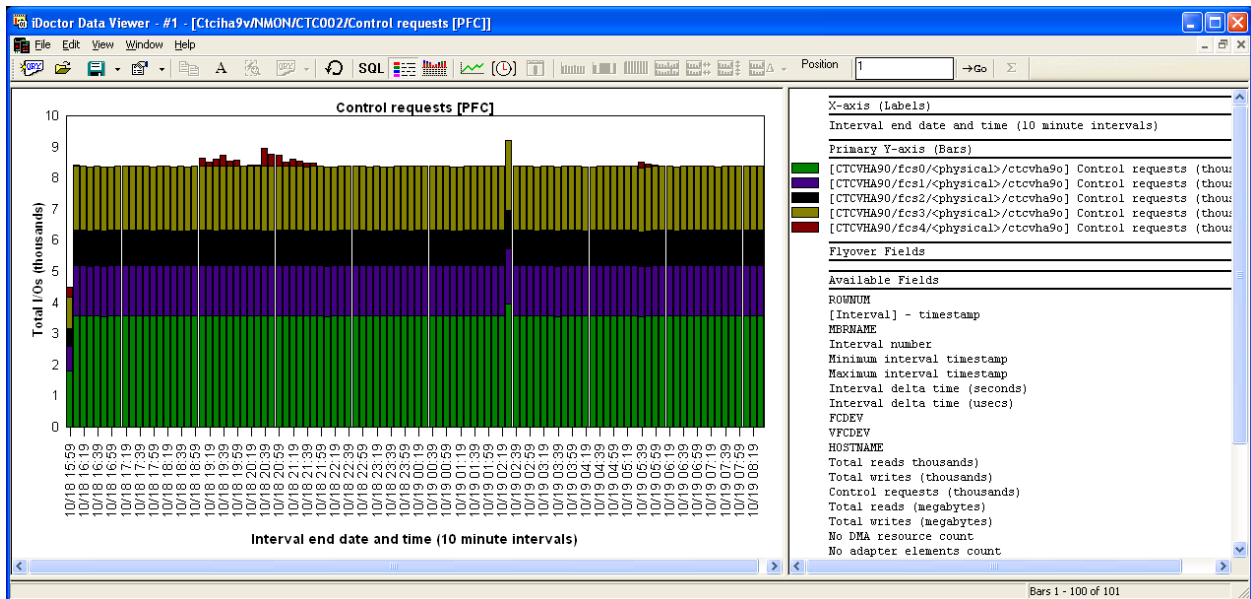 iDoctor Data Viewer - #1 - [Ctciha9v/NMON/CTC002/Control requests [PFC]]
File Edit View Window Help
SQL Position 1 Go
Control requests [PFC]
Total I/Os (thousands)
10
9
8
7
6
5
4
3
2
1
0
10/18 15:59
10/18 16:19
10/18 16:39
10/18 16:59
10/18 17:19
10/18 17:39
10/18 17:59
10/18 18:19
10/18 18:39
10/18 18:59
10/18 19:19
10/18 19:39
10/18 19:59
10/18 20:19
10/18 20:39
10/18 20:59
10/18 21:19
10/18 21:39
10/18 21:59
10/18 22:19
10/18 22:39
10/18 22:59
10/18 23:19
10/18 23:39
10/18 23:59
10/19 00:19
10/19 00:39
10/19 00:59
10/19 01:19
10/19 01:39
10/19 01:59
10/19 02:19
10/19 02:39
10/19 02:59
10/19 03:19
10/19 03:39
10/19 03:59
10/19 04:19
10/19 04:39
10/19 04:59
10/19 05:19
10/19 05:39
10/19 05:59
10/19 06:19
10/19 06:39
10/19 06:59
10/19 07:19
10/19 07:39
10/19 07:59
10/19 08:19
Interval end date and time (10 minute intervals)
X-axis (Labels)
Interval end date and time (10 minute intervals)
Primary Y-axis (Bars)
[CTCVHA90/fcs0/<physical>/ctcvha9o] Control requests (thous
[CTCVHA90/fcs1/<physical>/ctcvha9o] Control requests (thous
[CTCVHA90/fcs2/<physical>/ctcvha9o] Control requests (thous
[CTCVHA90/fcs3/<physical>/ctcvha9o] Control requests (thous
[CTCVHA90/fcs4/<physical>/ctcvha9o] Control requests (thous
Flyover Fields
Available Fields
ROWNUM
[Interval] - timestamp
MBRNAME
Interval number
Minimum interval timestamp
Maximum interval timestamp
Interval delta time (seconds)
Interval delta time (usecs)
FCDEV
VFCDEV
HOSTNAME
Total reads thousands)
Total writes (thousands)
Control requests (thousands)
Total reads (megabytes)
Total writes (megabytes)
No DMA resource count
No adapter elements count
Bars 1 - 100 of 101